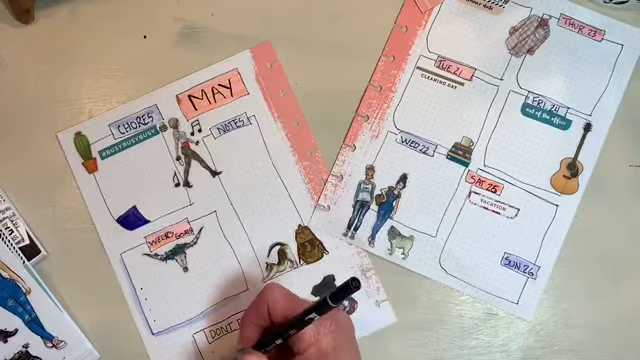 MAY
CHORES
#BUSYBUSYBUSY
NOTES
WEEKLY GOALS
DONT
TUE. 21
CLEANING DAY
WED. 22
THUR. 23
FRI. 24
out of the office
SAT. 25
VACATION
SUN. 26